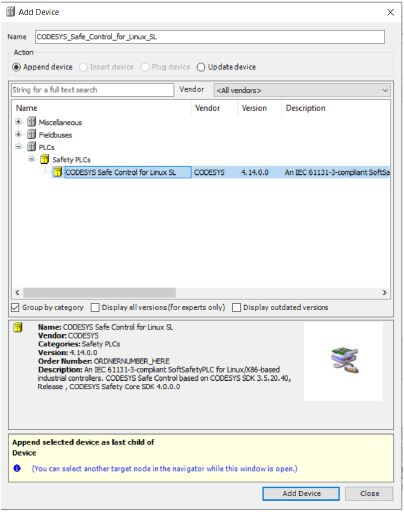 Add Device
Name CODESYS_Safe_Control_for_Linux_SL
Action
Append device Insert device Plug device Update device
String for a full text search Vendor <All vendors>
Name Vendor Version Description
Miscellaneous
Fieldbuses
PLCs
Safety PLCs
CODESYS Safe Control for Linux SL CODESYS 4.14.0.0 An IEC 61131-3-compliant SoftSa
Group by category Display all versions (for experts only) Display outdated versions
Name: CODESYS Safe Control for Linux SL
Vendor: CODESYS
Categories: Safety PLCs
Version: 4.14.0.0
Order Number: ORDNERNUMBER_HERE
Description: An IEC 61131-3-compliant SoftSafetyPLC for Linux/X86-based
industrial controllers. CODESYS Safe Control based on CODESYS SDK 3.5.20.40,
Release , CODESYS Safety Core SDK 4.0.0.0
Append selected device as last child of
Device
(You can select another target node in the navigator while this window is open.)
Add Device Close